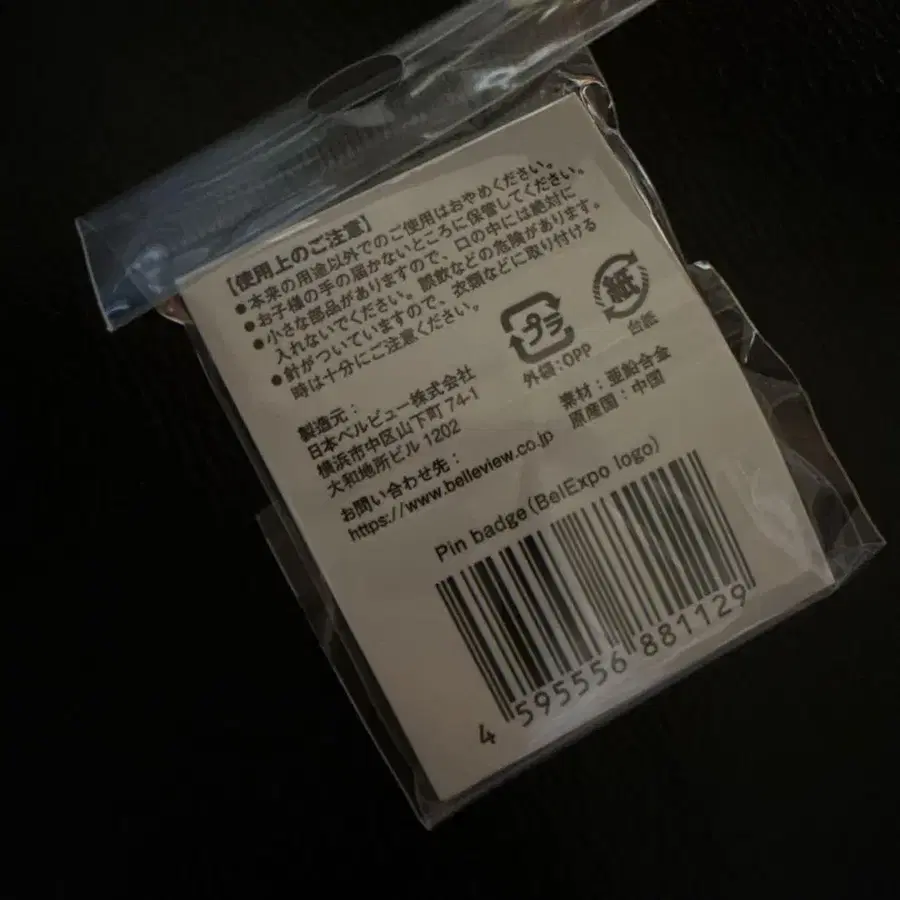 【使用上のご注意】
●本来の用途以外でのご使用はおやめください。
●お子様の手の届かないところに保管してください。
●小さな部品がありますので、口の中には絶対に
入れないでください。誤飲などの危険があります。
●針がついていますので、衣類などに取り付ける
時は十分にご注意ください。
プラ
外袋:OPP
紙
台紙
製造元:
日本ベルビュー株式会社
横浜市中区山下町 74-1
大和地所ビル 1202
素材:亜鉛合金
原産国:中国
お問い合わせ先:
https://www.belleview.co.jp
Pin badge(BelExpo logo)
4 595556 881129